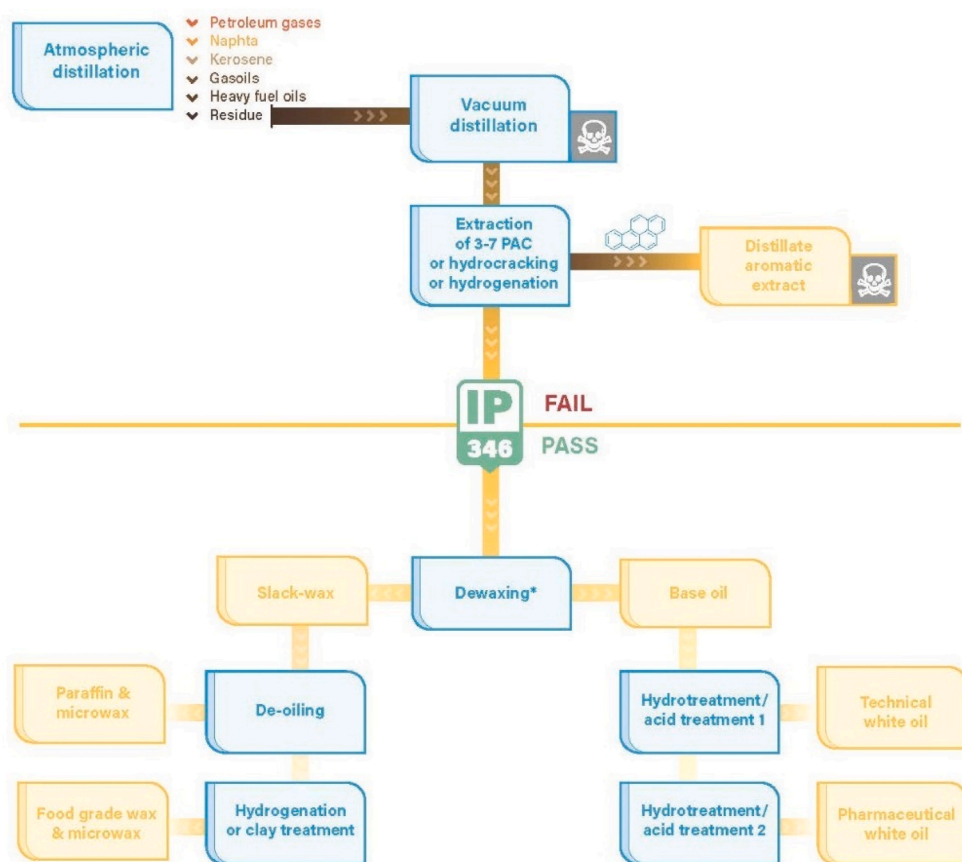 Atmospheric
distillation
Petroleum gases
Naphta
Kerosene
Gasoils
Heavy fuel oils
Residue
Vacuum
distillation
Extraction
of 3-7 PAC
or hydrocracking
or hydrogenation
Distillate
aromatic
extract
IP
346
FAIL
PASS
Slack-wax
Dewaxing*
Base oil
Paraffin &
microwax
De-oiling
Hydrotreatment/
acid treatment 1
Technical
white oil
Food grade wax
& microwax
Hydrogenation
or clay treatment
Hydrotreatment/
acid treatment 2
Pharmaceutical
white oil